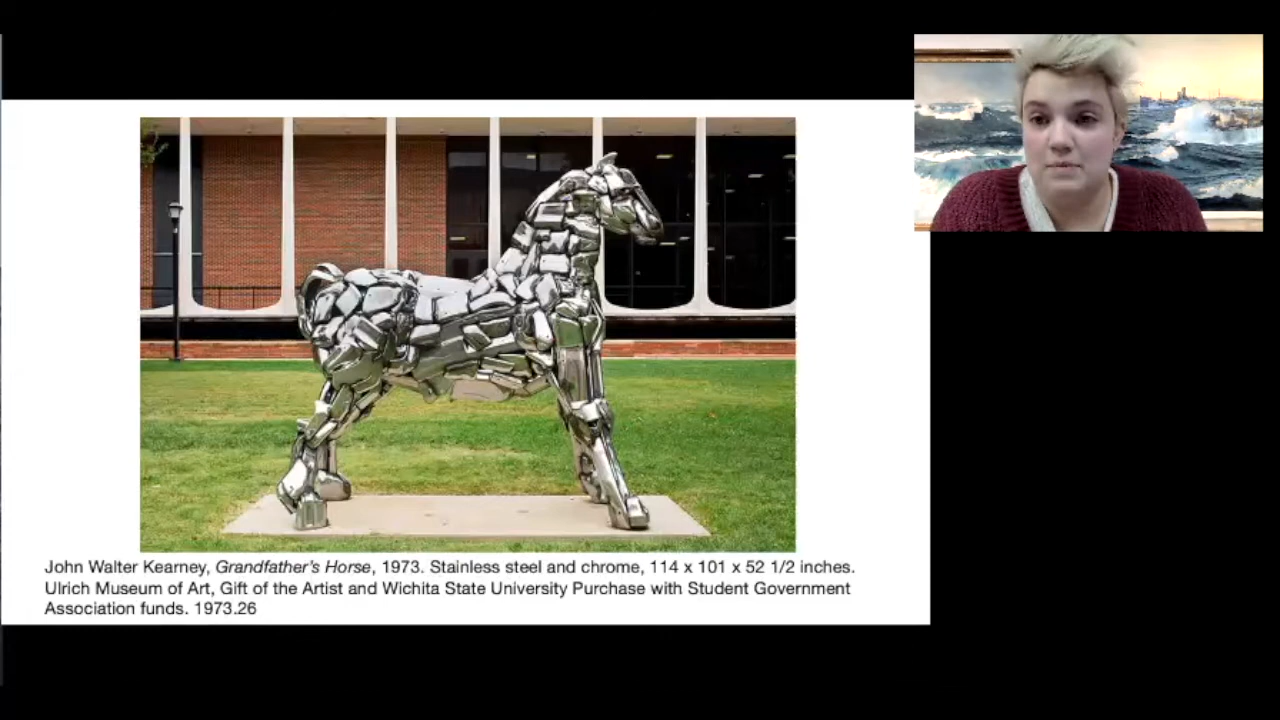 John Walter Kearney, Grandfather's Horse, 1973. Stainless steel and chrome, 114 x 101 x 52 1/2 inches.
Ulrich Museum of Art, Gift of the Artist and Wichita State University Purchase with Student Government
Association funds. 1973.26